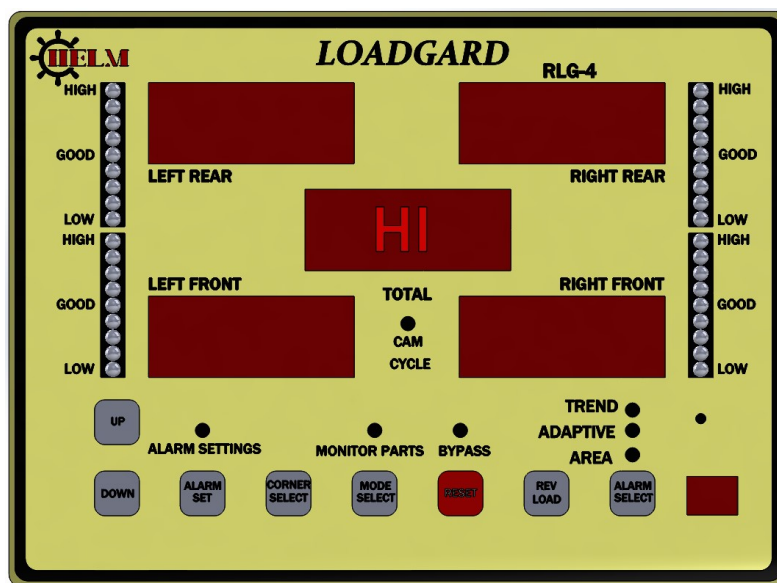 HELM
LOADGARD
RLG-4
HIGH
GOOD
LOW
HIGH
GOOD
LOW
LEFT REAR
RIGHT REAR
HIGH
GOOD
LOW
HIGH
GOOD
LOW
HI
LEFT FRONT
TOTAL
RIGHT FRONT
CAM
CYCLE
UP
ALARM SETTINGS
MONITOR PARTS
BYPASS
TREND
ADAPTIVE
AREA
DOWN
ALARM
SET
CORNER
SELECT
MODE
SELECT
RESET
REV
LOAD
ALARM
SELECT